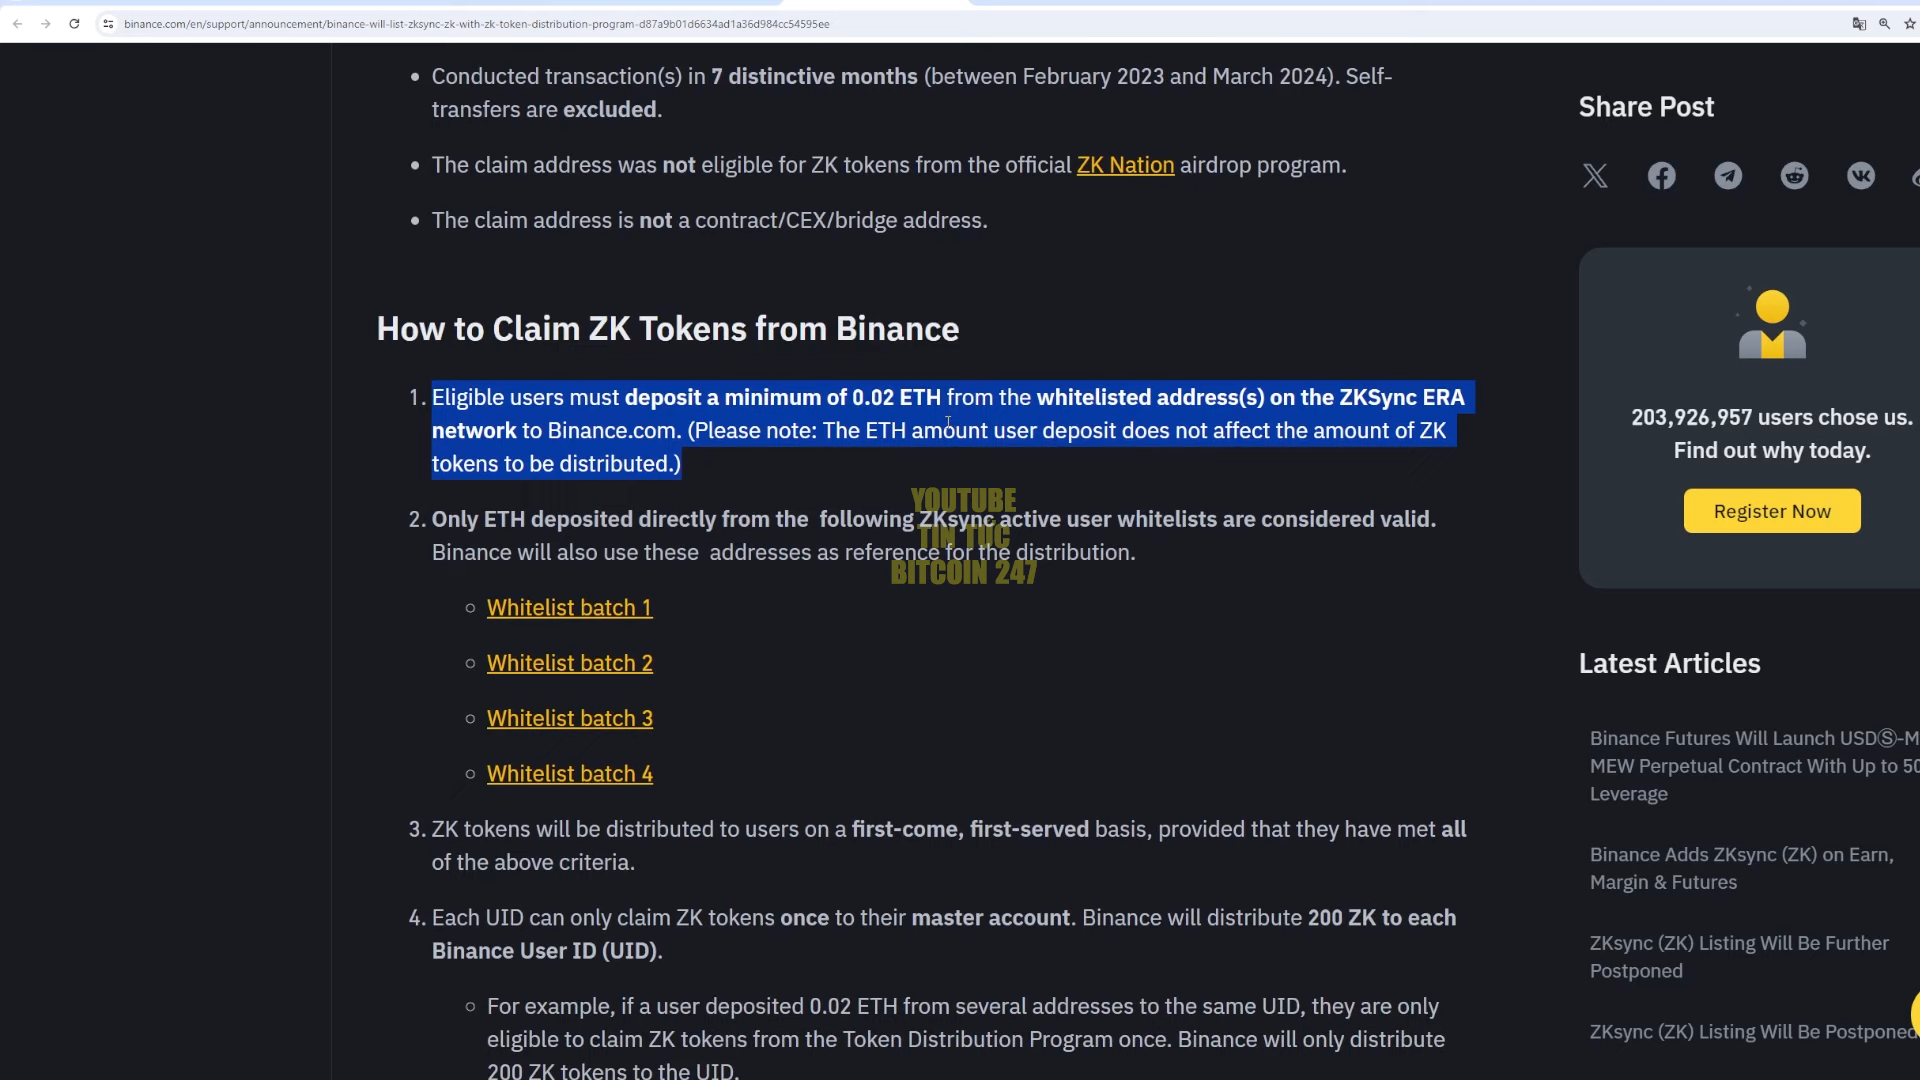 binance.com/en/support/announcement/binance-will-list-zksync-zk-with-zk-token-distribution-program-d87a9b01d6634ad1a36d984cc54595ee
Conducted transaction(s) in 7 distinctive months (between February 2023 and March 2024). Self-
transfers are excluded.
The claim address was not eligible for ZK tokens from the official ZK Nation airdrop program.
The claim address is not a contract/CEX/bridge address.
How to Claim ZK Tokens from Binance
1. Eligible users must deposit a minimum of 0.02 ETH from the whitelisted address(s) on the ZKSync ERA
network to Binance.com. (Please note: The ETH amount user deposit does not affect the amount of ZK
tokens to be distributed.)
2. Only ETH deposited directly from the following ZKsync active user whitelists are considered valid.
Binance will also use these addresses as reference for the distribution.
Whitelist batch 1
Whitelist batch 2
Whitelist batch 3
Whitelist batch 4
3. ZK tokens will be distributed to users on a first-come, first-served basis, provided that they have met all
of the above criteria.
4. Each UID can only claim ZK tokens once to their master account. Binance will distribute 200 ZK to each
Binance User ID (UID).
For example, if a user deposited 0.02 ETH from several addresses to the same UID, they are only
eligible to claim ZK tokens from the Token Distribution Program once. Binance will only distribute
200 ZK tokens to the UID.
YOUTUBE
TIN TUC
BITCOIN 247
Share Post
203,926,957 users chose us.
Find out why today.
Register Now
Latest Articles
Binance Futures Will Launch USDⓈ-M
MEW Perpetual Contract With Up to 50
Leverage
Binance Adds ZKsync (ZK) on Earn,
Margin & Futures
ZKsync (ZK) Listing Will Be Further
Postponed
ZKsync (ZK) Listing Will Be Postponed